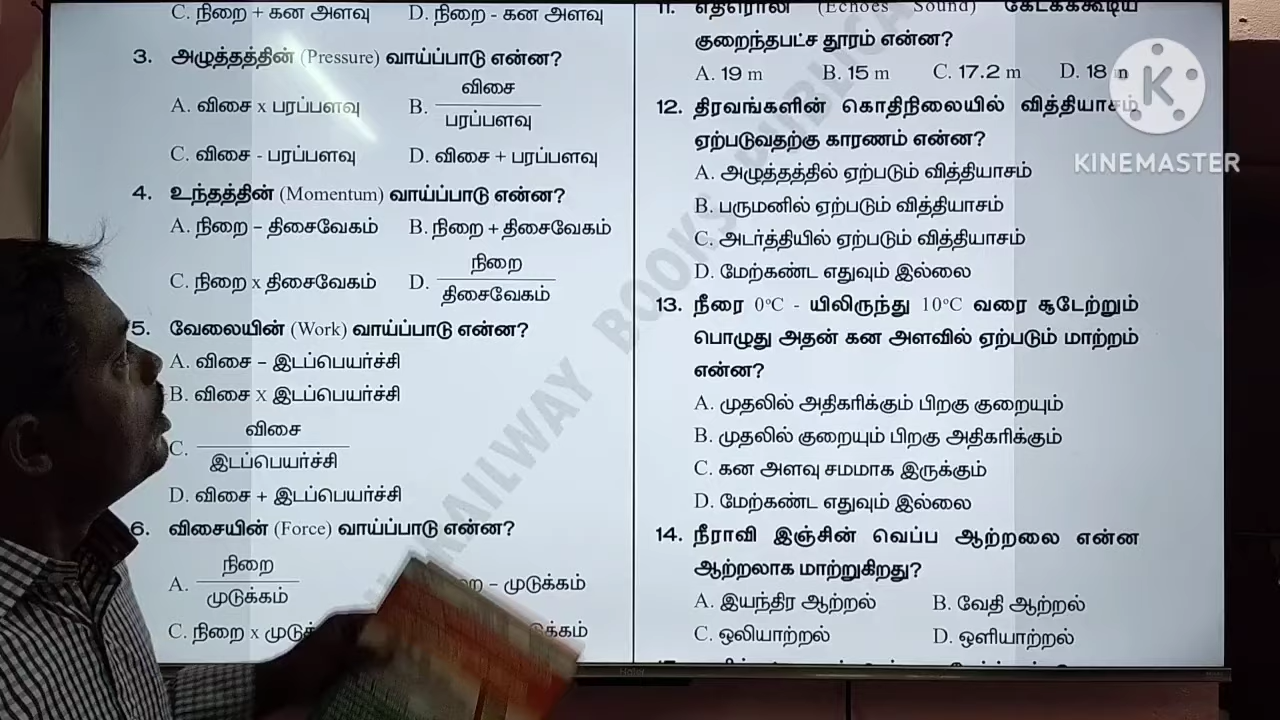 C. நிறை + கன அளவு D. நிறை - கன அளவு
3. அழுத்தத்தின் (Pressure) வாய்ப்பாடு என்ன?
A. விசை x பரப்பளவு B. விசை
பரப்பளவு
C. விசை - பரப்பளவு D. விசை + பரப்பளவு
4. உந்தத்தின் (Momentum) வாய்ப்பாடு என்ன?
A. நிறை – திசைவேகம் B. நிறை + திசைவேகம்
C. நிறை x திசைவேகம் D. நிறை
திசைவேகம்
5. வேலையின் (Work) வாய்ப்பாடு என்ன?
A. விசை – இடப்பெயர்ச்சி
B. விசை X இடப்பெயர்ச்சி
C. விசை
இடப்பெயர்ச்சி
D. விசை + இடப்பெயர்ச்சி
6. விசையின் (Force) வாய்ப்பாடு என்ன?
A. நிறை
முடுக்கம்
– முடுக்கம்
C. நிறை x
11. எதிரொலி (Echoes Sound) கேட்கக்கூடிய
குறைந்தபட்ச தூரம் என்ன?
A. 19 m B. 15 m C. 17.2 m D. 18 m
12. திரவங்களின் கொதிநிலையில் வித்தியாசம்
ஏற்படுவதற்கு காரணம் என்ன?
A. அழுத்தத்தில் ஏற்படும் வித்தியாசம்
B. பருமனில் ஏற்படும் வித்தியாசம்
C. அடர்த்தியில் ஏற்படும் வித்தியாசம்
D. மேற்கண்ட எதுவும் இல்லை
13. நீரை 0°C - யிலிருந்து 10°C வரை சூடேற்றும்
பொழுது அதன் கன அளவில் ஏற்படும் மாற்றம்
என்ன?
A. முதலில் அதிகரிக்கும் பிறகு குறையும்
B. முதலில் குறையும் பிறகு அதிகரிக்கும்
C. கன அளவு சமமாக இருக்கும்
D. மேற்கண்ட எதுவும் இல்லை
14. நீராவி இஞ்சின் வெப்ப ஆற்றலை என்ன
ஆற்றலாக மாற்றுகிறது?
A. இயந்திர ஆற்றல் B. வேதி ஆற்றல்
C. ஒலியாற்றல் D. ஒளியாற்றல்
RAILWAY BOOKS
K
KINEMASTER
Haier